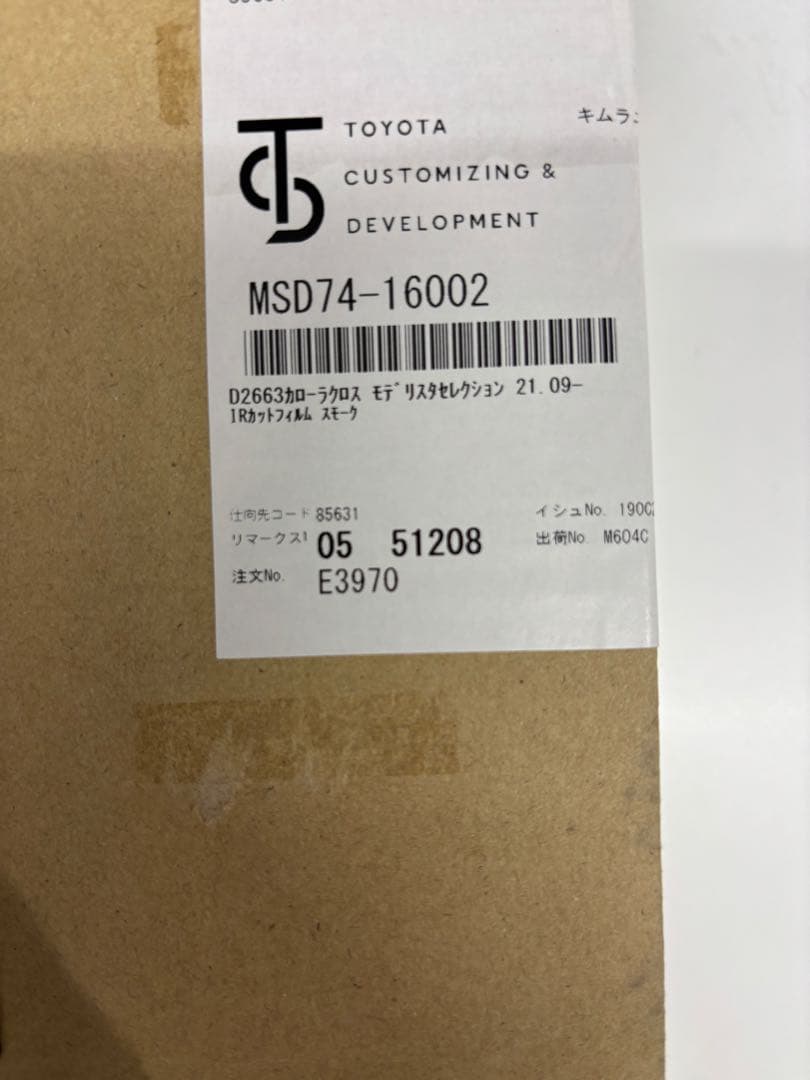 キムラ
TOYOTA
CUSTOMIZING &
DEVELOPMENT
MSD74-16002
D2663ｶﾛｰﾗｸﾛｽ ﾓﾃﾞﾘｽﾀｾﾚｸｼｮﾝ 21.09-
IRｶｯﾄﾌｨﾙﾑ ｽﾓｰｸ
仕向先コード 85631
イシュNo. 190C
リマークス1 05 51208
出荷No. M604C
注文No. E3970